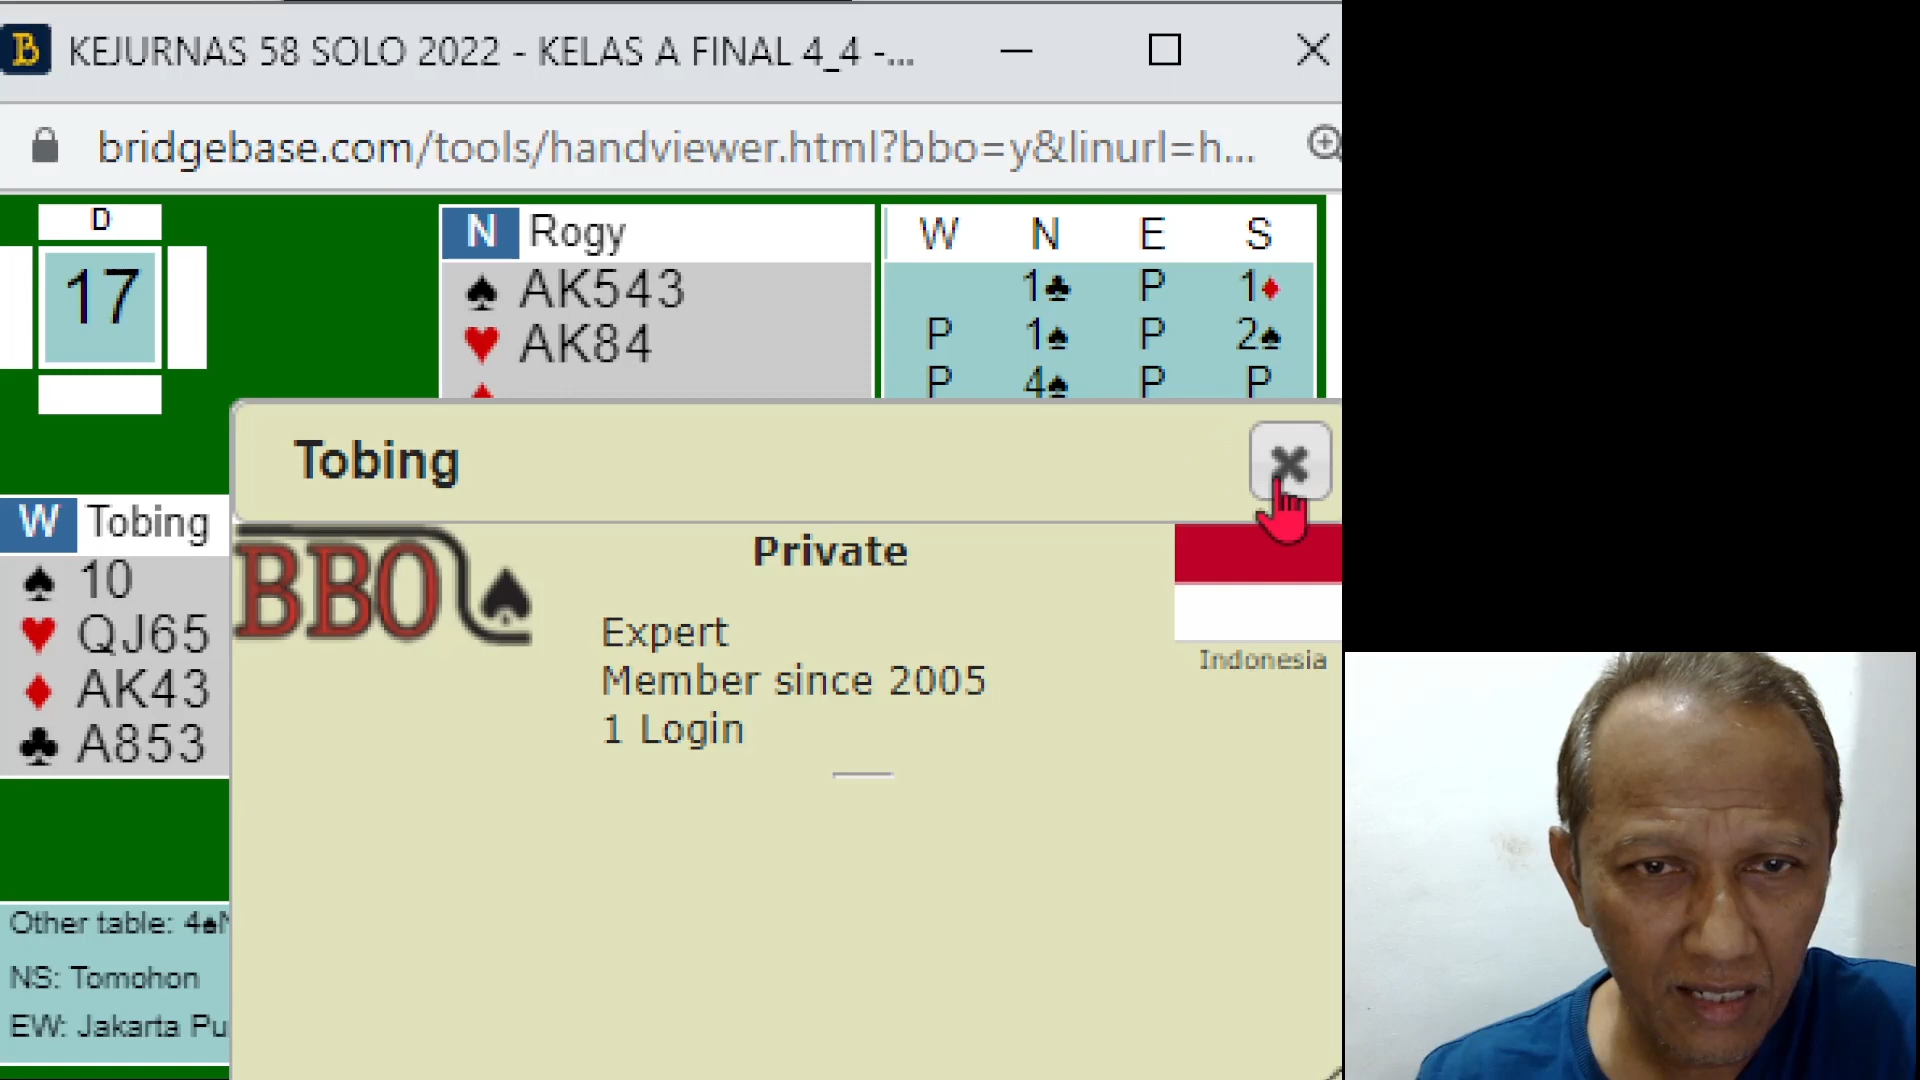 B KEJURNAS 58 SOLO 2022 - KELAS A FINAL 4_4 -...
bridgebase.com/tools/handviewer.html?bbo=y&linurl=h...
D
17
N Rogy
♠ AK543
♥ AK84
♦
W N E S
1♣ P 1♦
P 1♠ P 2♠
P 4♠ P P
Tobing
W Tobing
♠ 10
♥ QJ65
♦ AK43
♣ A853
BBO
Private
Expert
Member since 2005
1 Login
Indonesia
Other table: 4♠N
NS: Tomohon
EW: Jakarta Pu